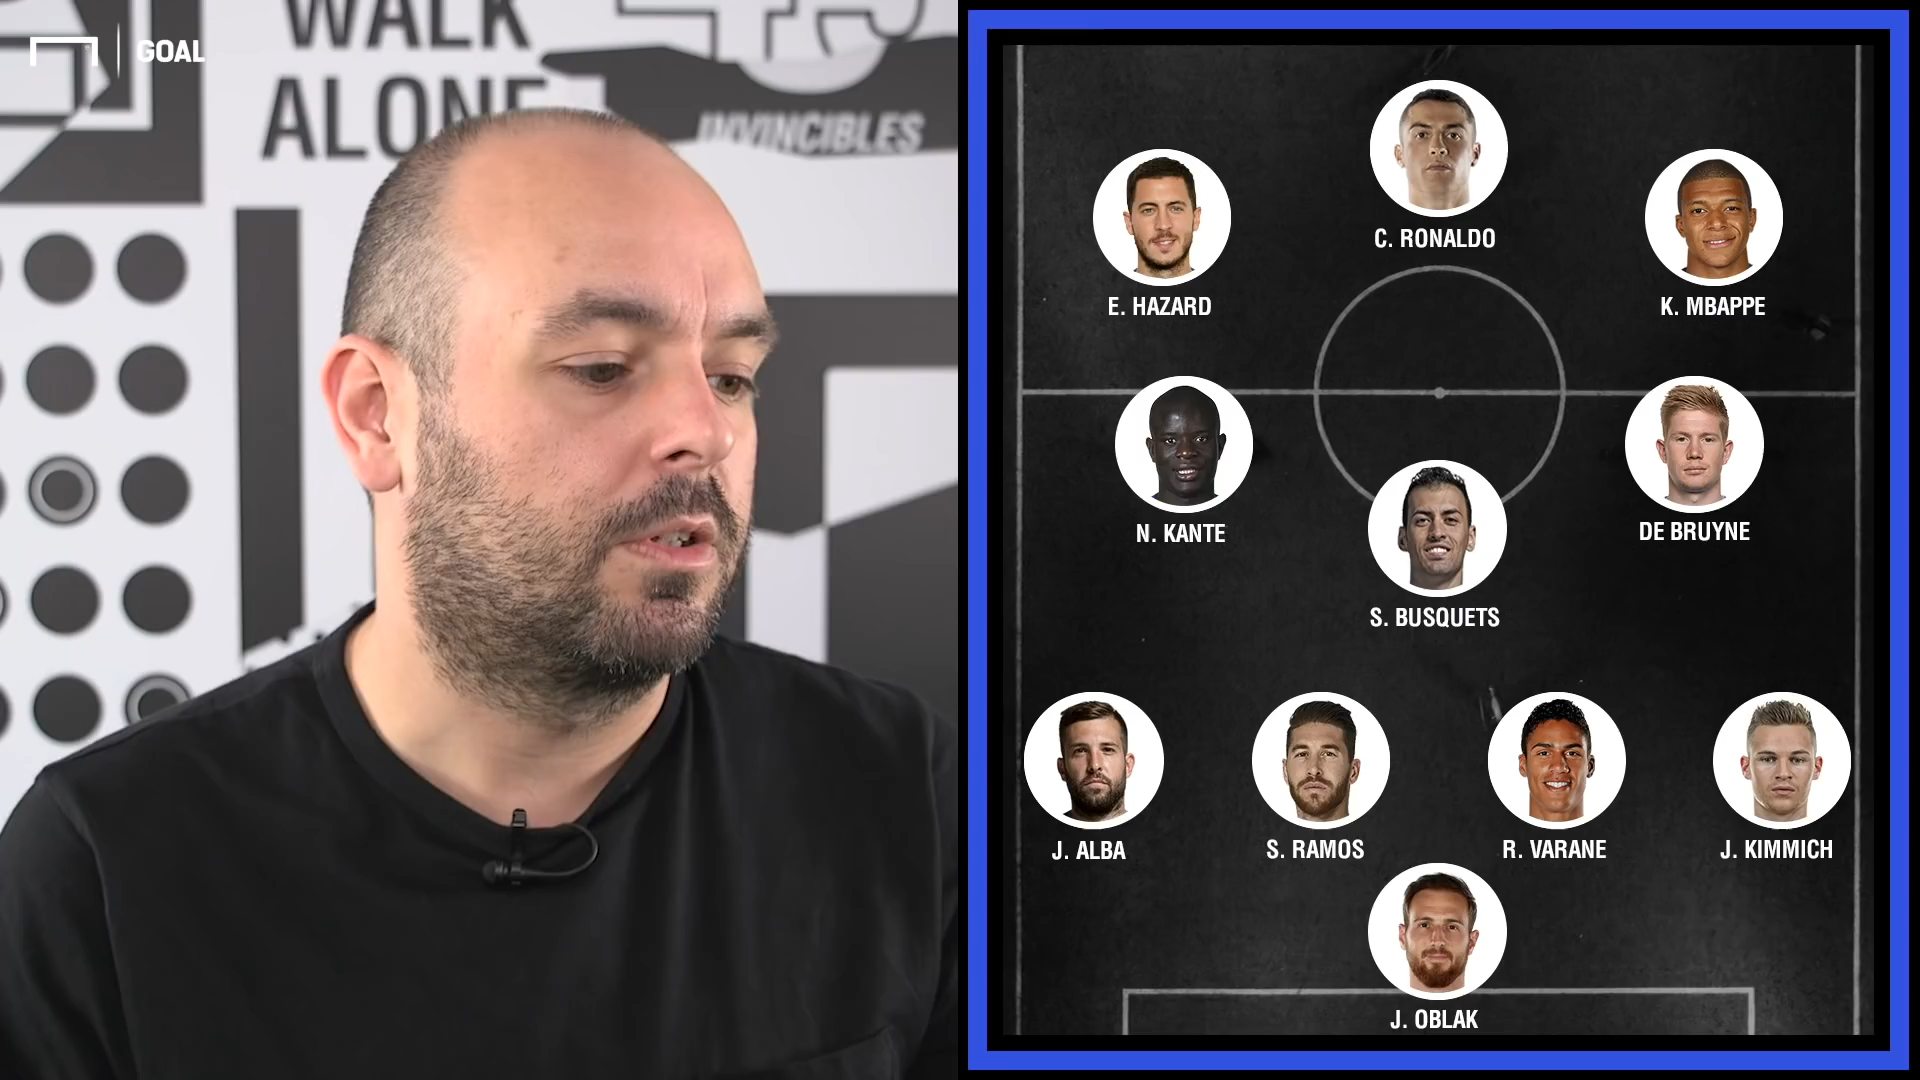 GOAL
WALK
ALONE
INVINCIBLES
C. RONALDO
E. HAZARD
K. MBAPPE
N. KANTE
DE BRUYNE
S. BUSQUETS
J. ALBA
S. RAMOS
R. VARANE
J. KIMMICH
J. OBLAK